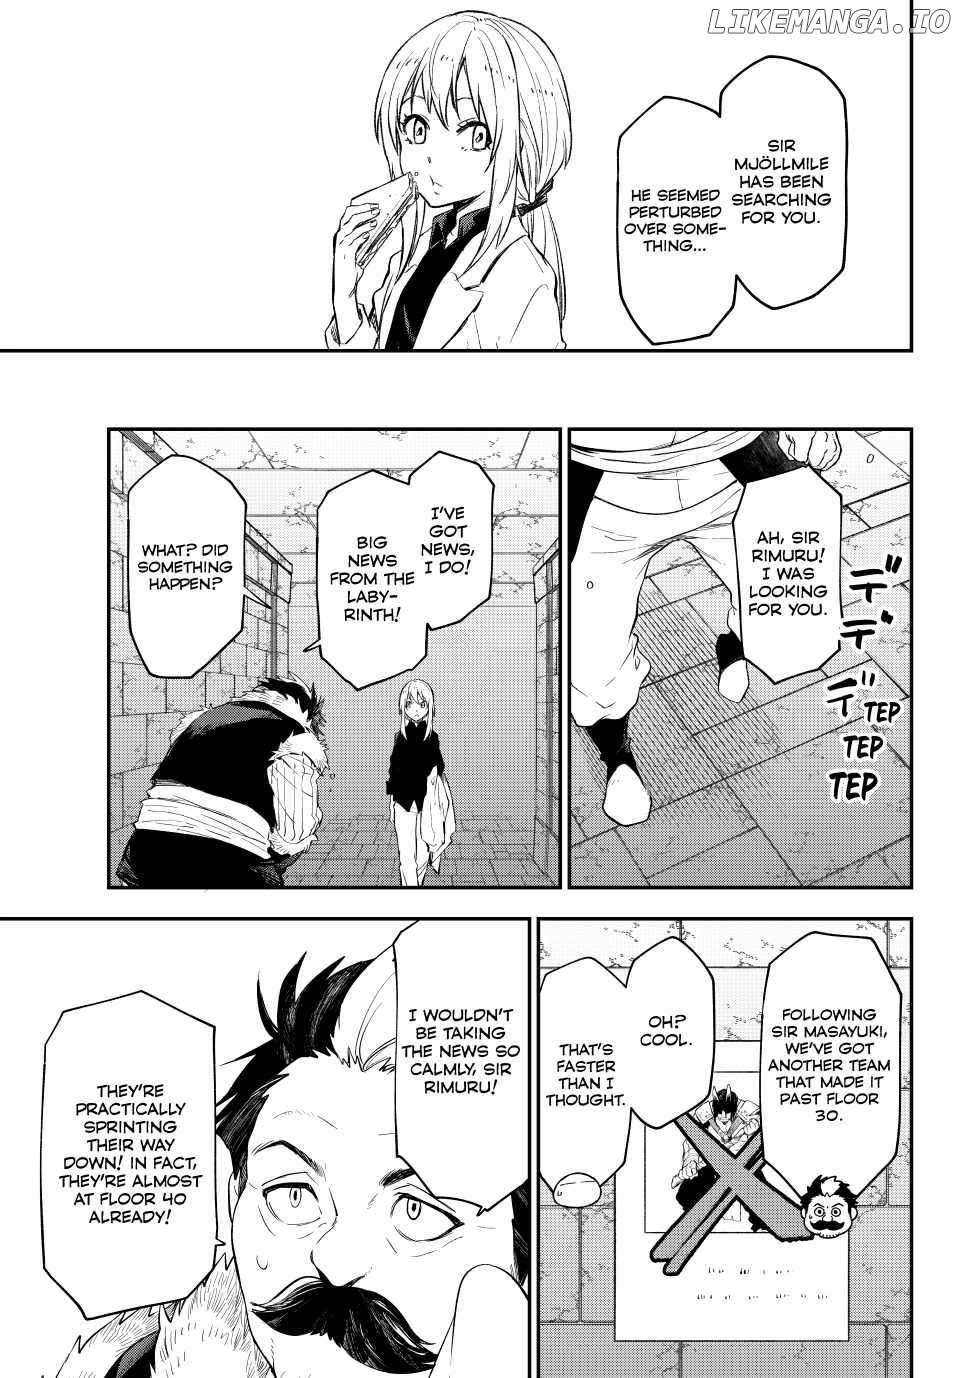 LIKEMANGA.IO
SIR
MJÖLLMILE
HAS BEEN
SEARCHING
FOR YOU.
HE SEEMED
PERTURBED
OVER SOME-
THING...
AH, SIR
RIMURU!
I WAS
LOOKING
FOR YOU.
デデデ
TEP
TEP
TEP
I'VE
GOT
NEWS,
I DO!
BIG
NEWS
FROM THE
LABY-
RINTH!
WHAT? DID
SOMETHING
HAPPEN?
FOLLOWING
SIR MASAYUKI,
WE'VE GOT
ANOTHER TEAM
THAT MADE IT
PAST FLOOR
30.
OH?
COOL.
THAT'S
FASTER
THAN I
THOUGHT.
I WOULDN'T
BE TAKING
THE NEWS SO
CALMLY, SIR
RIMURU!
THEY'RE
PRACTICALLY
SPRINTING
THEIR WAY
DOWN! IN FACT,
THEY'RE ALMOST
AT FLOOR 40
ALREADY!